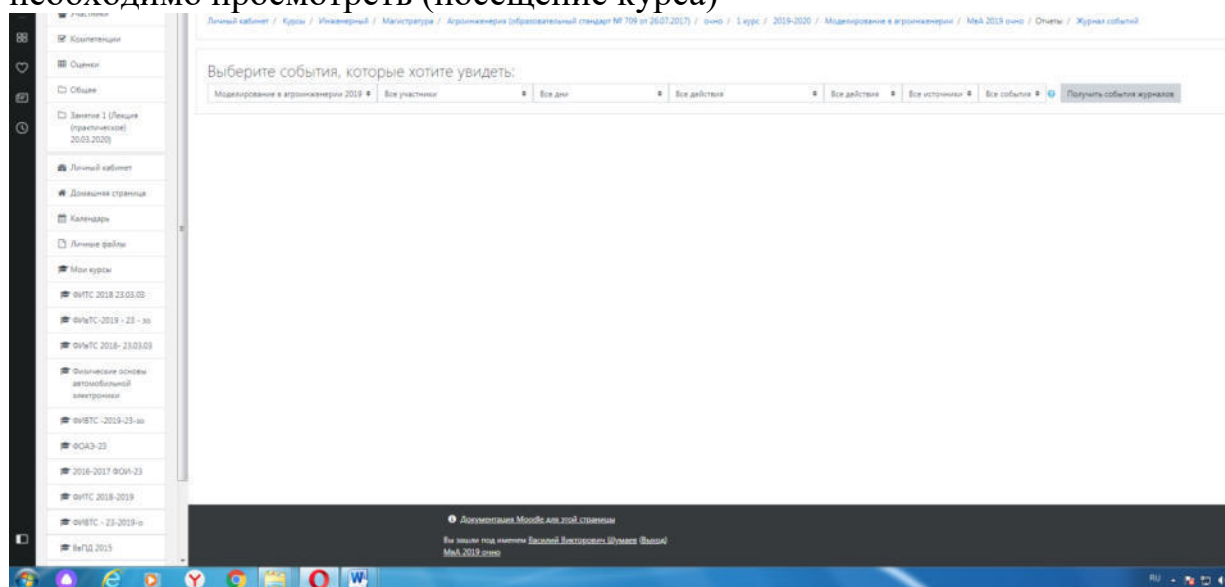 необходимо просмотреть (посещение курса)
Участники
Личный кабинет / Курсы / Инженерный / Магистратура / Агроинженерия (образовательный стандарт № 709 от 26.07.2017) / очно / 1 курс / 2019-2020 / Моделирование в агроинженерии / МвА 2019 очно / Отчеты / Журнал событий
Компетенции
Оценки
Выберите события, которые хотите увидеть:
Общее
Моделирование в агроинженерии 2019 Все участники Все дни Все действия Все источники Все события Получить события журналов
Занятие 1 (Лекция
(практическое)
20.03.2020)
Личный кабинет
Домашняя страница
Календарь
Личные файлы
Мои курсы
ФИТС 2018 23.03.03
ФИвТС-2019 - 23 - зо
ФИвТС 2018- 23.03.03
Физические основы
автомобильной
электроники
ФИВТС -2019-23-зо
ФОАЭ-23
2016-2017 ФОИ-23
ФИТС 2018-2019
ФИВТС - 23-2019-о
ВвПД 2015
Документация Moodle для этой страницы
Вы зашли под именем Василий Викторович Шумаев (Выход)
МвА 2019 очно
RU